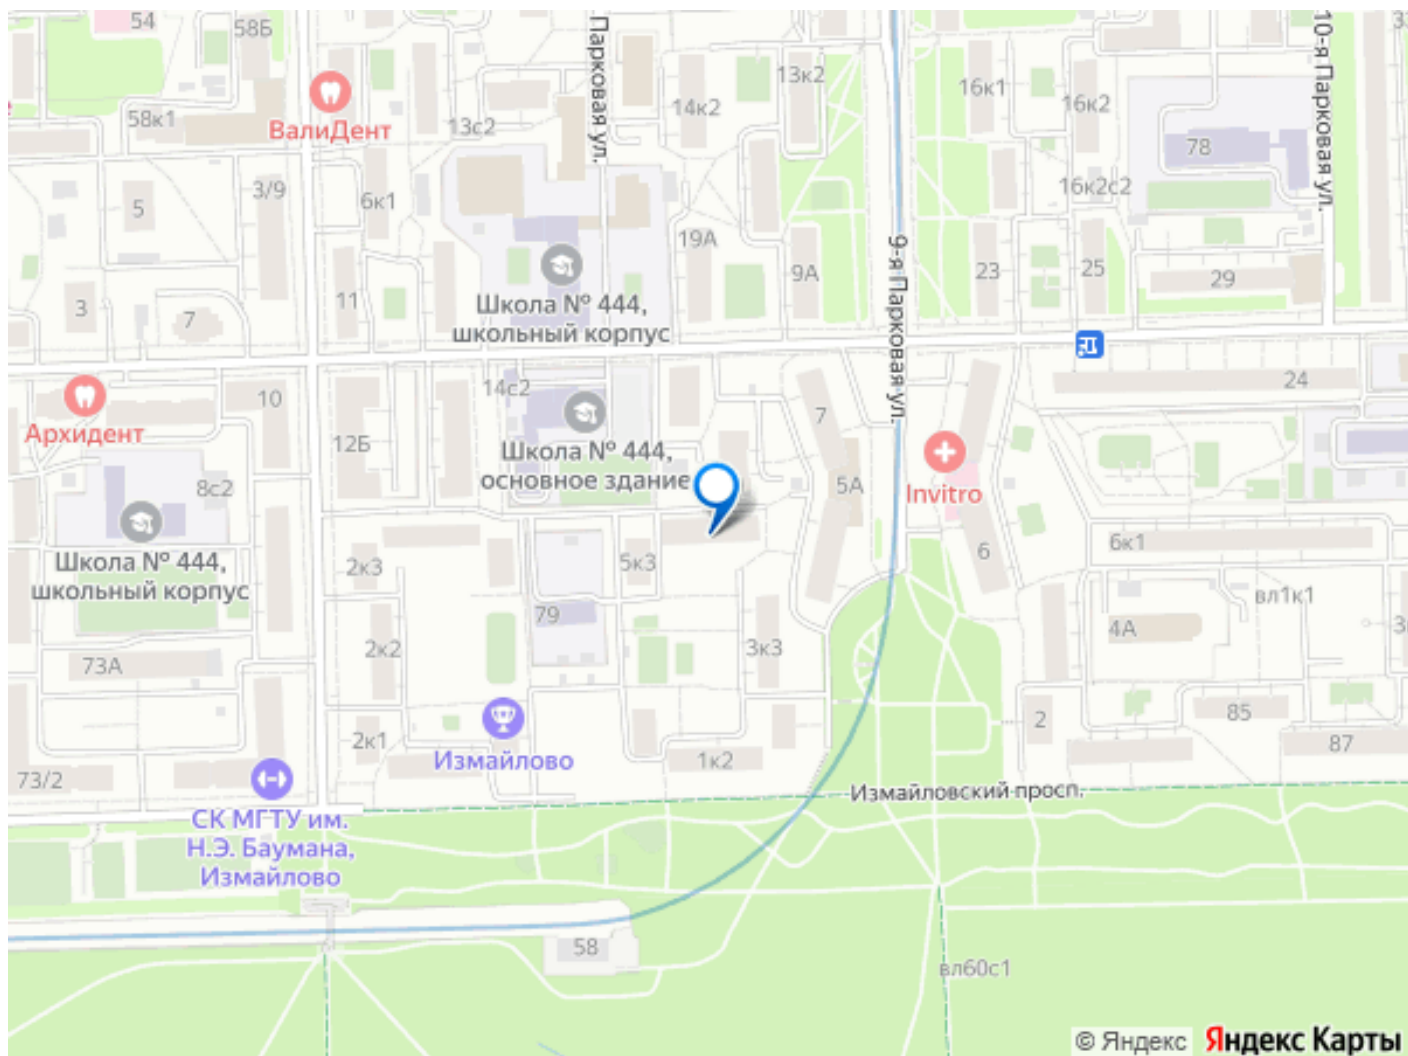 54
58Б
Парковая ул.
13к2
10-я Парковая ул.
16к1
16к2
14к2
58к1
ВалиДент
13с2
78
3/9
6к1
16к2с2
5
19А
9А
9-я Парковая ул.
23
25
29
3
7
11
Школа № 444,
школьный корпус
14с2
24
10
Архидент
12Б
7
Школа № 444,
основное здание
5А
Invitro
8с2
Школа № 444,
школьный корпус
2к3
5к3
6
6к1
вл1к1
79
4А
2к2
3к3
73А
2
85
87
2к1
Измайлово
1к2
73/2
Измайловский просп.
СК МГТУ им.
Н.Э. Баумана,
Измайлово
58
вл60с1
© Яндекс Яндекс Карты